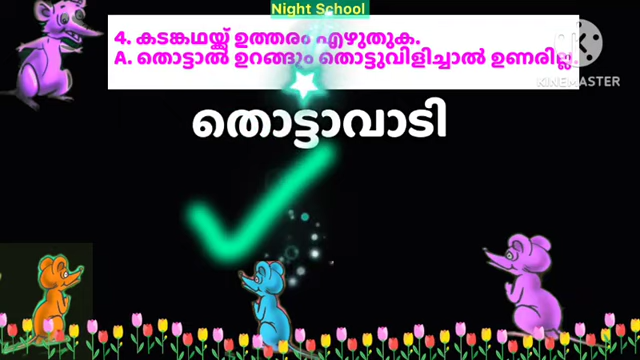 Night School
4. കടങ്കഥയ്ക്ക് ഉത്തരം എഴുതുക.
A. തൊട്ടാൽ ഉറങ്ങും തൊട്ടുവിളിച്ചാൽ ഉണരില്ല.
KINEMASTER
തൊട്ടാവാടി